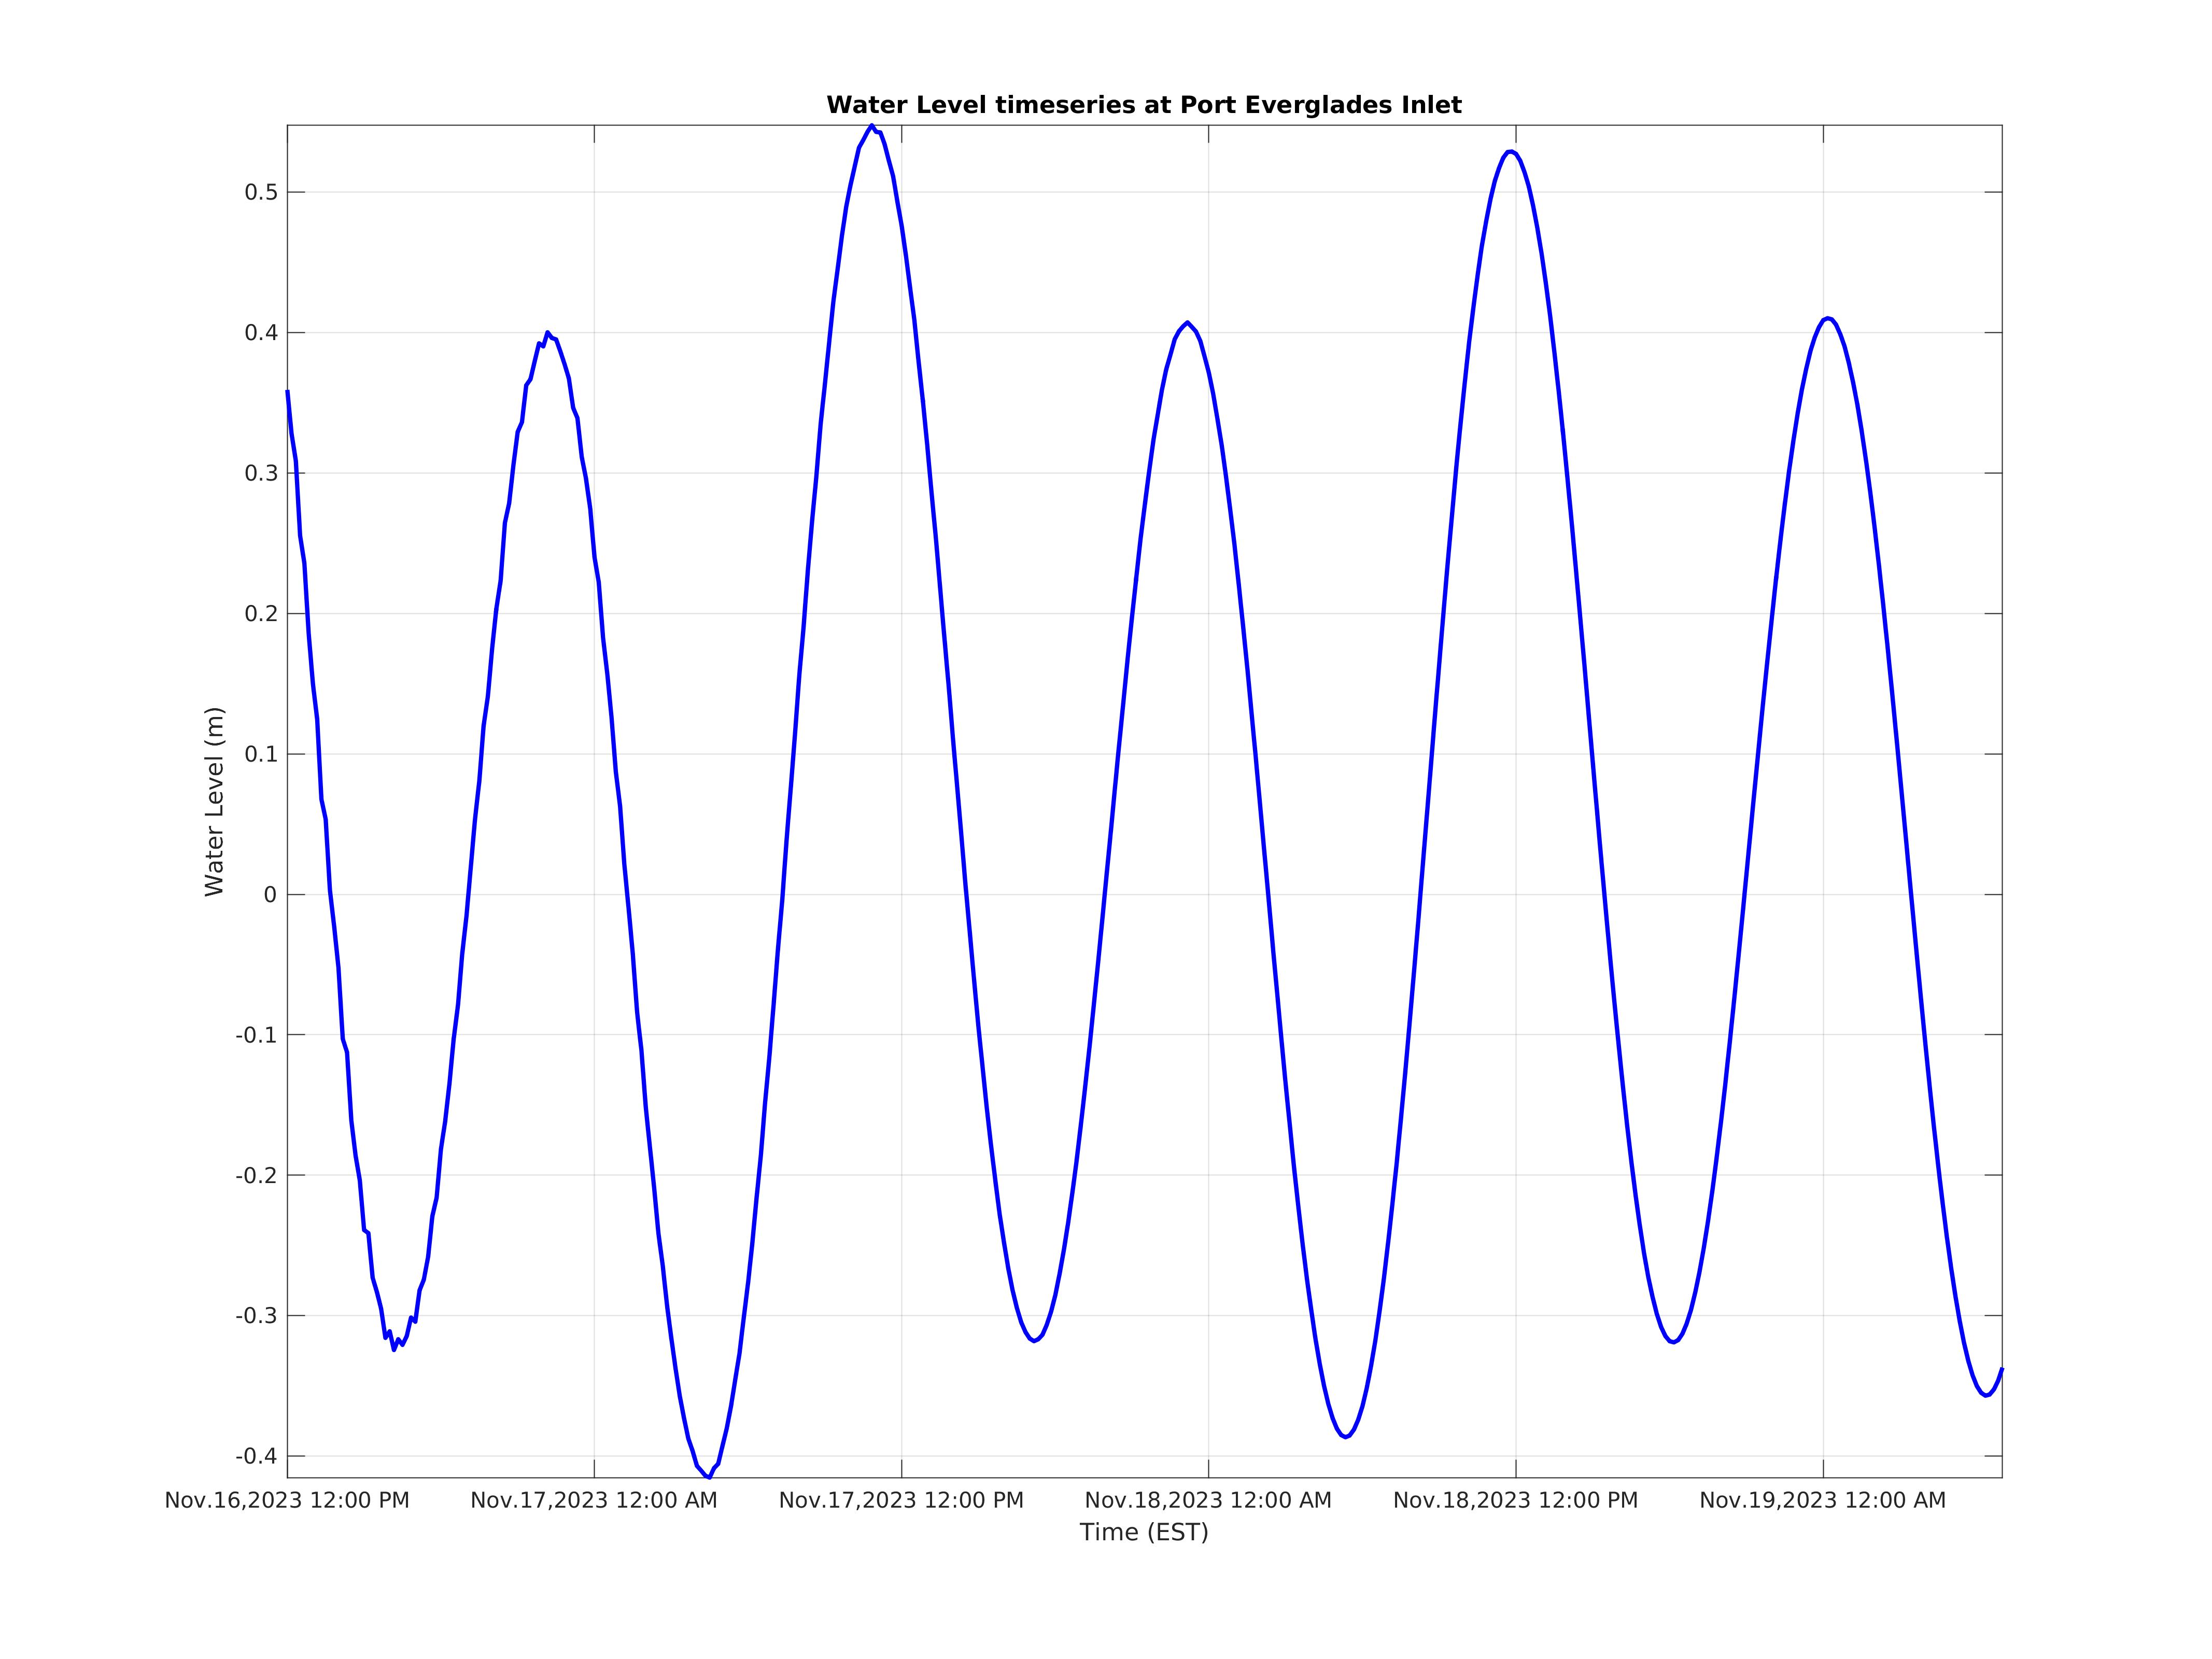 Water Level timeseries at Port Everglades Inlet
0.5
0.4
0.3
0.2
0.1
0
-0.1
-0.2
-0.3
-0.4
Water Level (m)
Nov.16,2023 12:00 PM Nov.17,2023 12:00 AM Nov.17,2023 12:00 PM Nov.18,2023 12:00 AM Nov.18,2023 12:00 PM Nov.19,2023 12:00 AM
Time (EST)